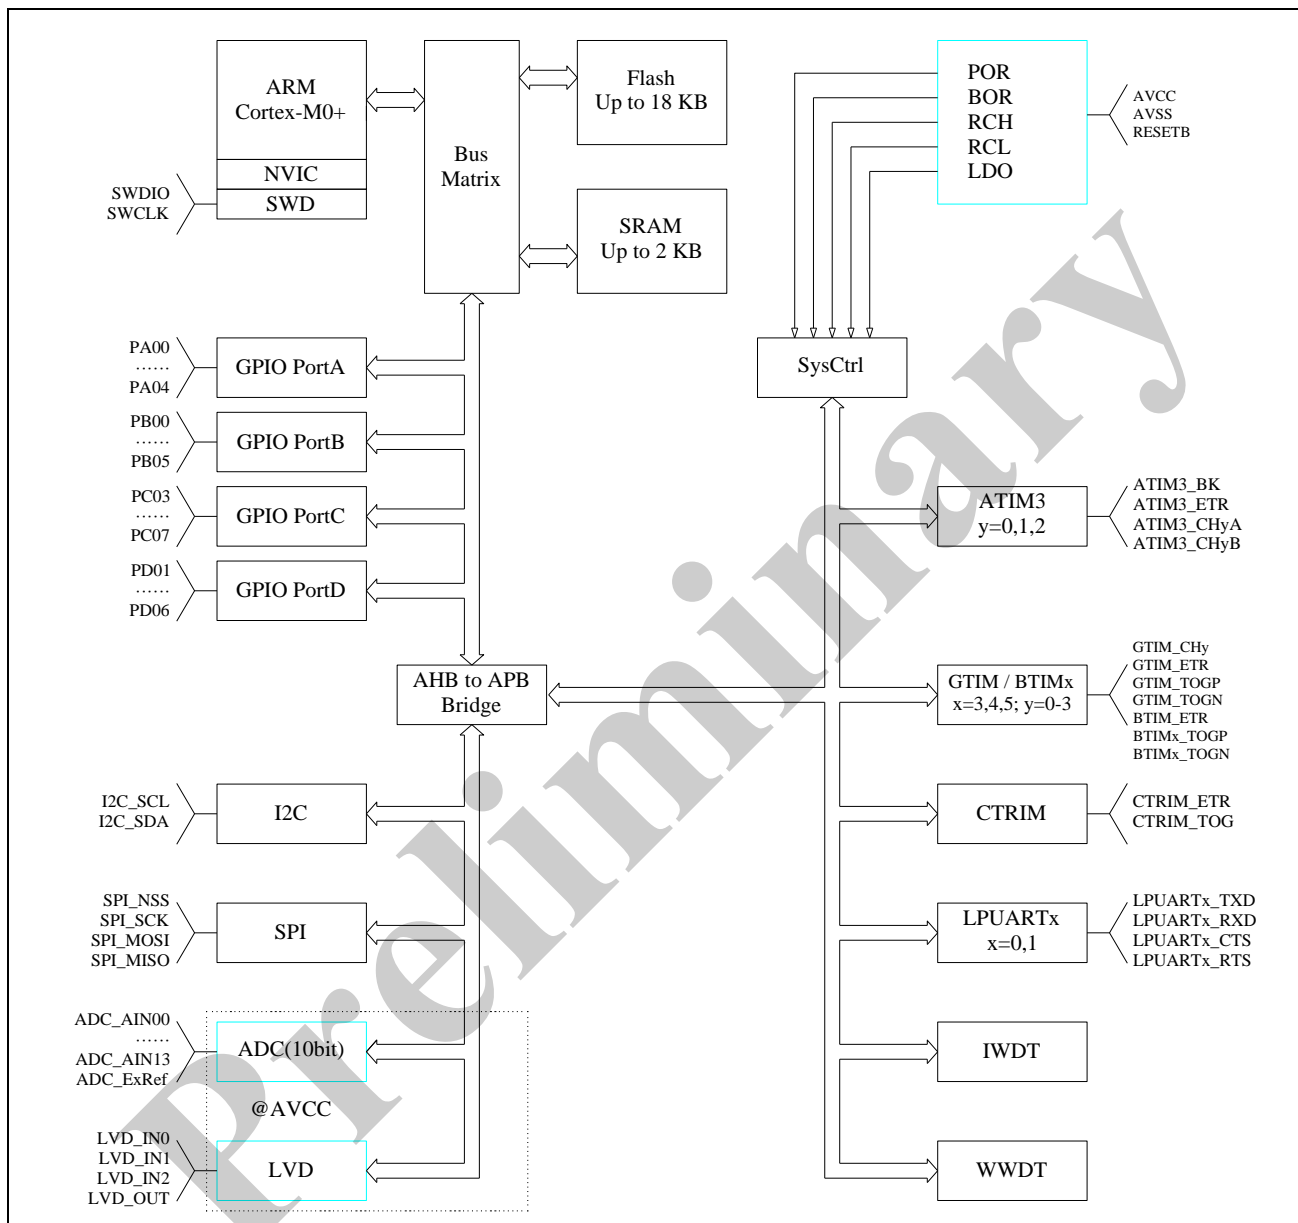 ARM
Cortex-M0+
NVIC
SWD
SWDIO
SWCLK
Bus
Matrix
Flash
Up to 18 KB
SRAM
Up to 2 KB
POR
BOR
RCH
RCL
LDO
AVCC
AVSS
RESETB
SysCtrl
PA00
......
PA04
GPIO PortA
PB00
......
PB05
GPIO PortB
PC03
......
PC07
GPIO PortC
PD01
......
PD06
GPIO PortD
AHB to APB
Bridge
ATIM3
y=0,1,2
ATIM3_BK
ATIM3_ETR
ATIM3_CHyA
ATIM3_CHyB
GTIM / BTIMx
x=3,4,5; y=0-3
GTIM_CHy
GTIM_ETR
GTIM_TOGP
GTIM_TOGN
BTIM_ETR
BTIMx_TOGP
BTIMx_TOGN
I2C_SCL
I2C_SDA
I2C
CTRIM
CTRIM_ETR
CTRIM_TOG
SPI_NSS
SPI_SCK
SPI_MOSI
SPI_MISO
SPI
LPUARTx
x=0,1
LPUARTx_TXD
LPUARTx_RXD
LPUARTx_CTS
LPUARTx_RTS
ADC_AIN00
......
ADC_AIN13
ADC_ExRef
ADC(10bit)
@AVCC
IWDT
LVD_IN0
LVD_IN1
LVD_IN2
LVD_OUT
LVD
WWDT
Preliminary